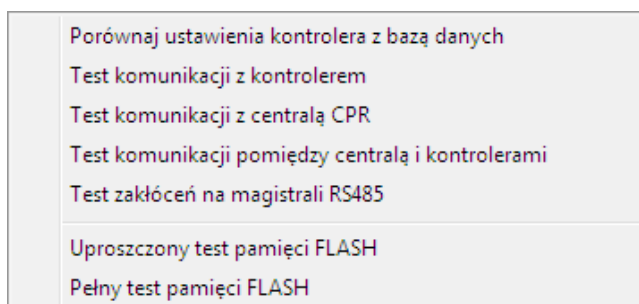 Porównaj ustawienia kontrolera z bazą danych
Test komunikacji z kontrolerem
Test komunikacji z centralą CPR
Test komunikacji pomiędzy centralą i kontrolerami
Test zakłóceń na magistrali RS485
Uproszczony test pamięci FLASH
Pełny test pamięci FLASH